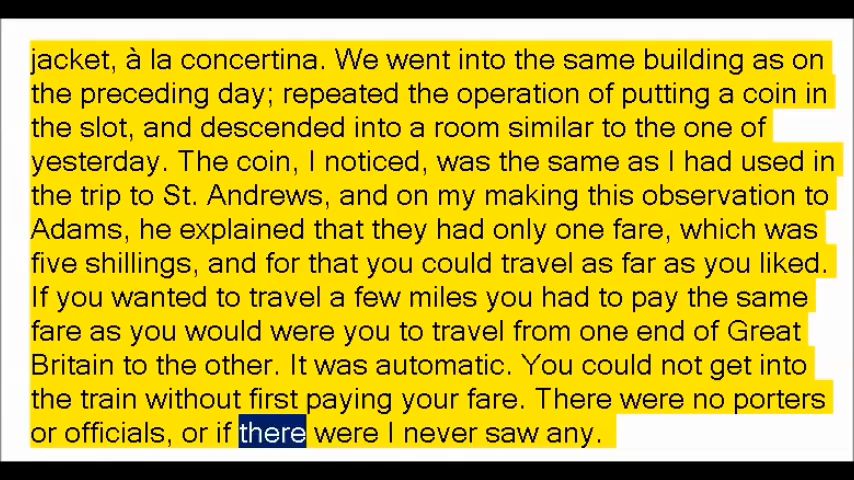 jacket, à la concertina. We went into the same building as on
the preceding day; repeated the operation of putting a coin in
the slot, and descended into a room similar to the one of
yesterday. The coin, I noticed, was the same as I had used in
the trip to St. Andrews, and on my making this observation to
Adams, he explained that they had only one fare, which was
five shillings, and for that you could travel as far as you liked.
If you wanted to travel a few miles you had to pay the same
fare as you would were you to travel from one end of Great
Britain to the other. It was automatic. You could not get into
the train without first paying your fare. There were no porters
or officials, or if there were I never saw any.